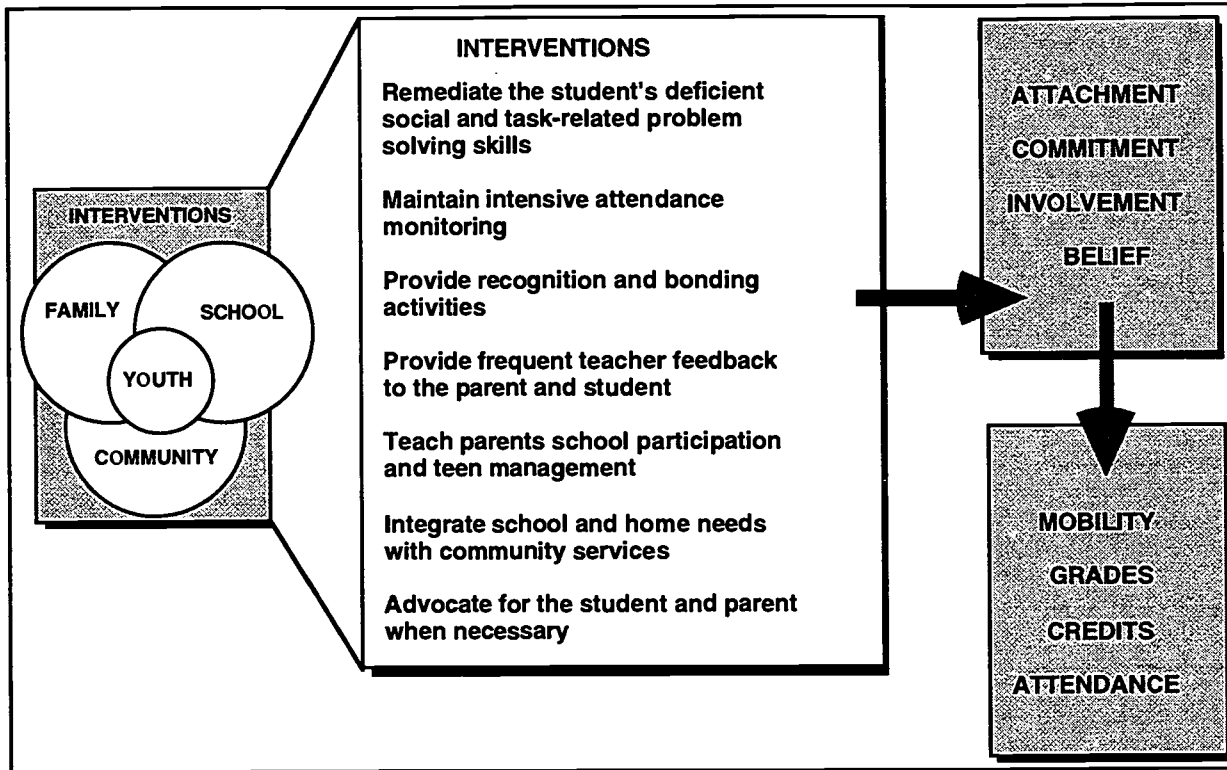 INTERVENTIONS
FAMILY
SCHOOL
YOUTH
COMMUNITY
INTERVENTIONS
Remediate the student's deficient
social and task-related problem
solving skills
Maintain intensive attendance
monitoring
Provide recognition and bonding
activities
Provide frequent teacher feedback
to the parent and student
Teach parents school participation
and teen management
Integrate school and home needs
with community services
Advocate for the student and parent
when necessary
ATTACHMENT
COMMITMENT
INVOLVEMENT
BELIEF
MOBILITY
GRADES
CREDITS
ATTENDANCE